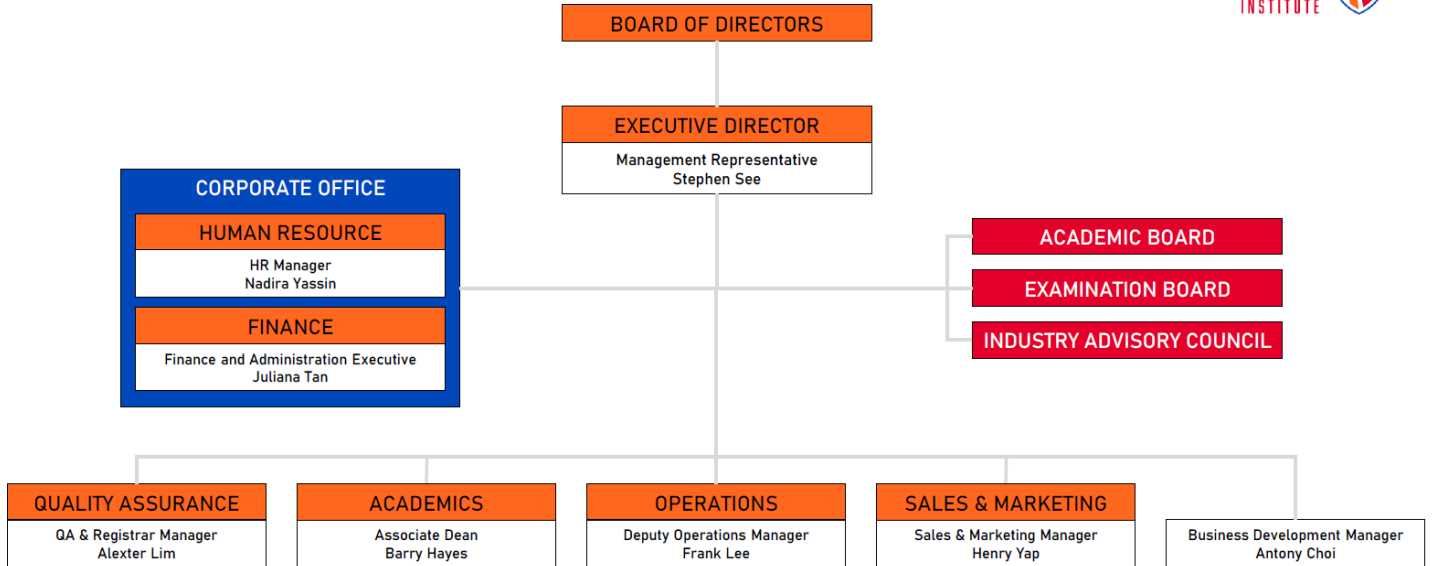 INSTITUTE
BOARD OF DIRECTORS
EXECUTIVE DIRECTOR
Management Representative
Stephen See
CORPORATE OFFICE
HUMAN RESOURCE
HR Manager
Nadira Yassin
FINANCE
Finance and Administration Executive
Juliana Tan
ACADEMIC BOARD
EXAMINATION BOARD
INDUSTRY ADVISORY COUNCIL
QUALITY ASSURANCE
QA & Registrar Manager
Alexter Lim
ACADEMICS
Associate Dean
Barry Hayes
OPERATIONS
Deputy Operations Manager
Frank Lee
SALES & MARKETING
Sales & Marketing Manager
Henry Yap
Business Development Manager
Antony Choi